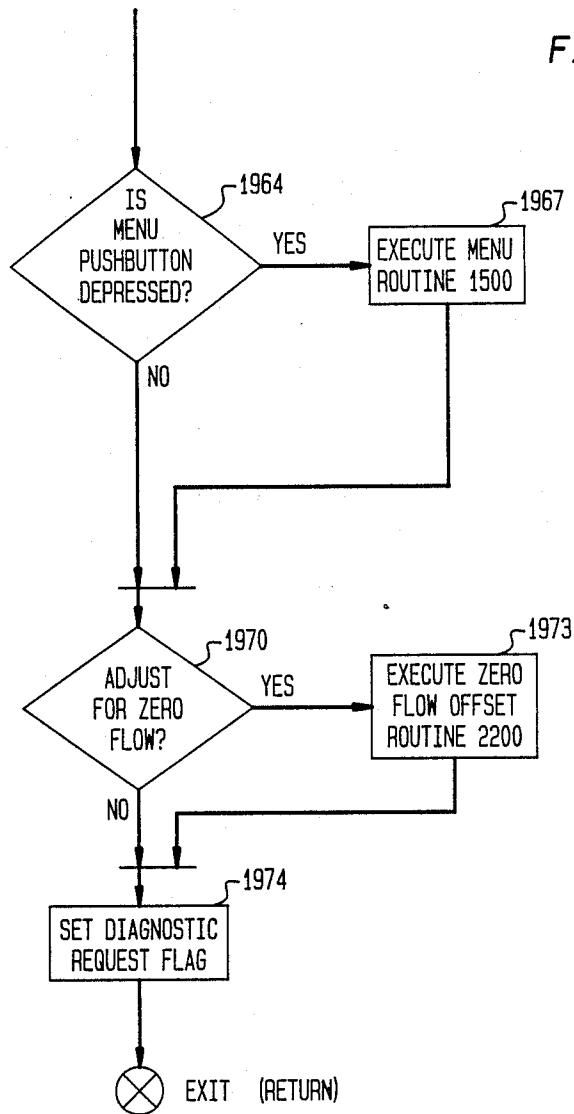 F.
IS
MENU
PUSHBUTTON
DEPRESSED?
1964
YES
1967
EXECUTE MENU
ROUTINE 1500
NO
ADJUST
FOR ZERO
FLOW?
1970
YES
1973
EXECUTE ZERO
FLOW OFFSET
ROUTINE 2200
NO
1974
SET DIAGNOSTIC
REQUEST FLAG
EXIT (RETURN)